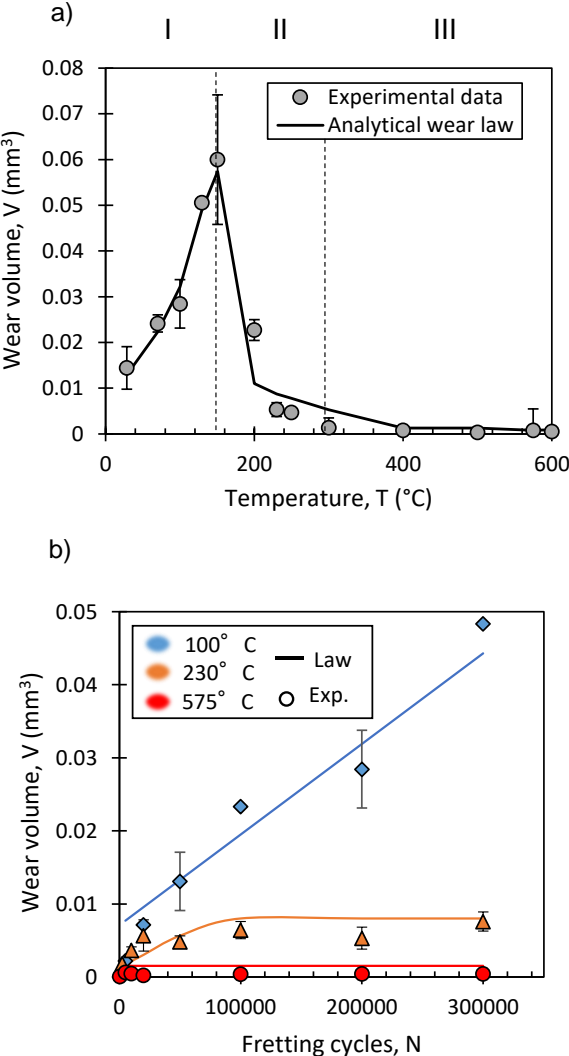 a)
I II III
0.08
0.07
0.06
0.05
0.04
0.03
0.02
0.01
0
Wear volume, V (mm³)
Experimental data
Analytical wear law
0 200 400 600
Temperature, T (°C)
b)
0.05
0.04
0.03
0.02
0.01
0
Wear volume, V (mm³)
100° C
230° C
575° C
Law
Exp.
0 100000 200000 300000
Fretting cycles, N